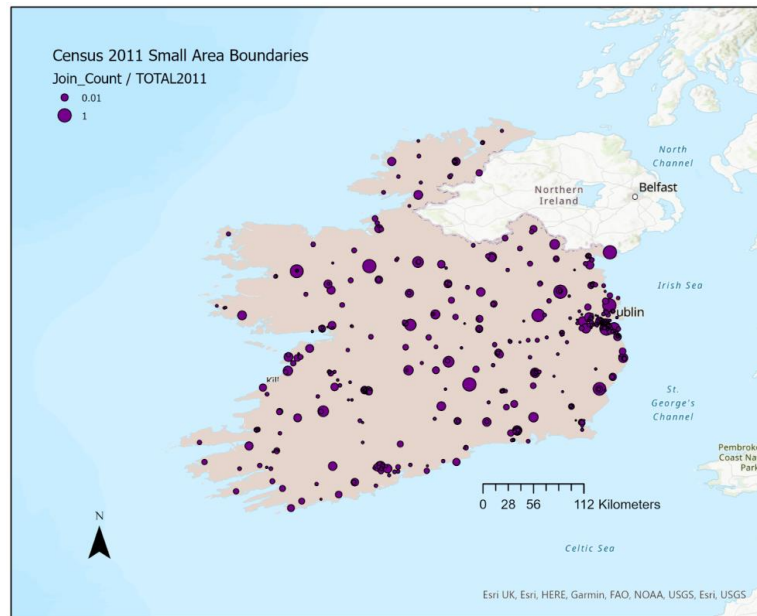 Census 2011 Small Area Boundaries
Join_Count / TOTAL2011
0.01
1
North
Channel
Belfast
Northern
Ireland
Irish Sea
ublin
St.
George's
Channel
Pembroke
Coast Na
Park
N
0 28 56 112 Kilometers
Celtic Sea
Esri UK, Esri, HERE, Garmin, FAO, NOAA, USGS, Esri, USGS